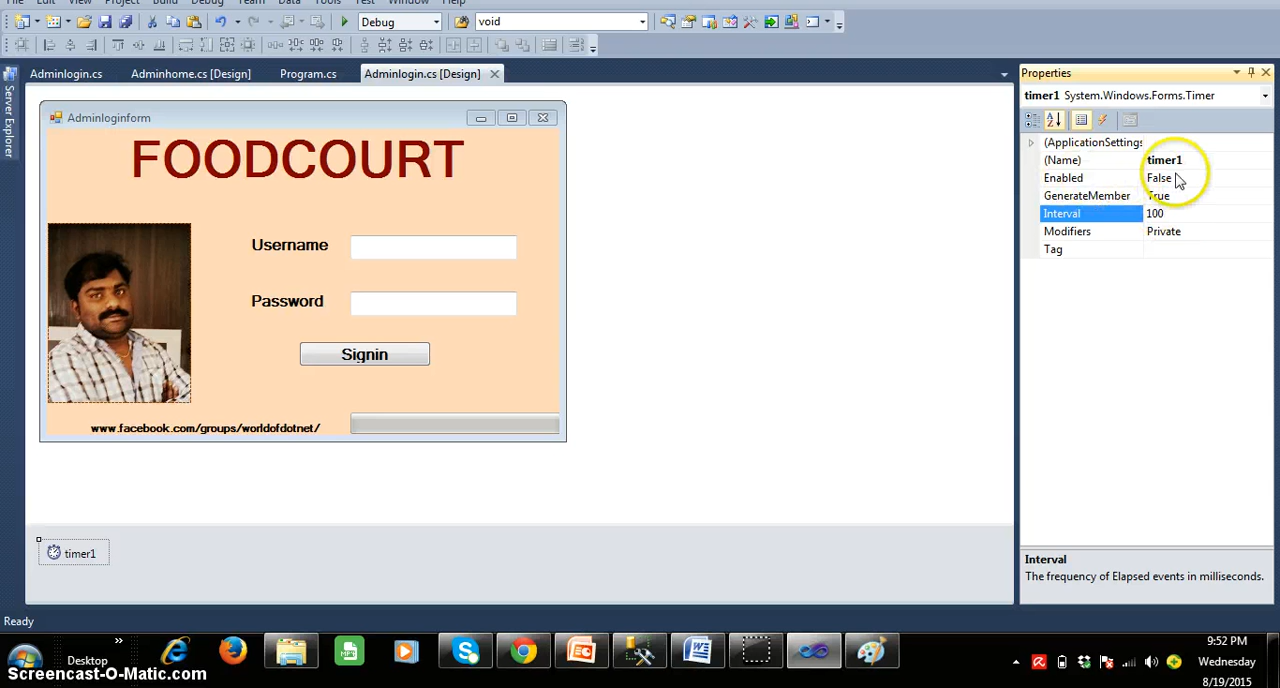 File Edit View Project Build Debug Team Data Tools Test Window Help
Debug void
Adminlogin.cs Adminhome.cs [Design] Program.cs Adminlogin.cs [Design]
Server Explorer
Adminloginform
FOODCOURT
Username
Password
Signin
www.facebook.com/groups/worldofdotnet/
timer1
Properties
timer1 System.Windows.Forms.Timer
(ApplicationSettings
(Name) timer1
Enabled False
GenerateMember True
Interval 100
Modifiers Private
Tag
Interval
The frequency of Elapsed events in milliseconds.
Ready
Desktop
9:52 PM
Wednesday
8/19/2015
Screencast-O-Matic.com